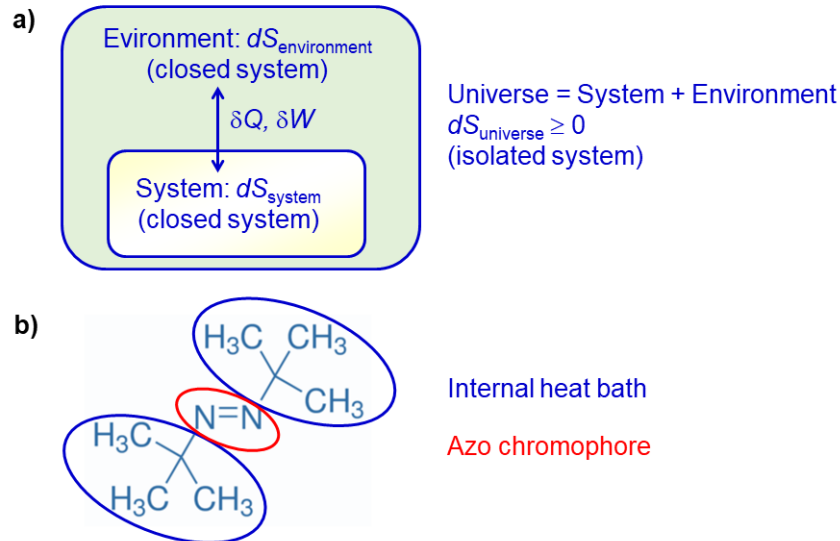 a)
Evironment: dSenvironment
(closed system)
δQ, δW
System: dSsystem
(closed system)
Universe = System + Environment
dSuniverse ≥ 0
(isolated system)
b)
H₃C CH₃
CH₃
N=N
H₃C
H₃C CH₃
Internal heat bath
Azo chromophore